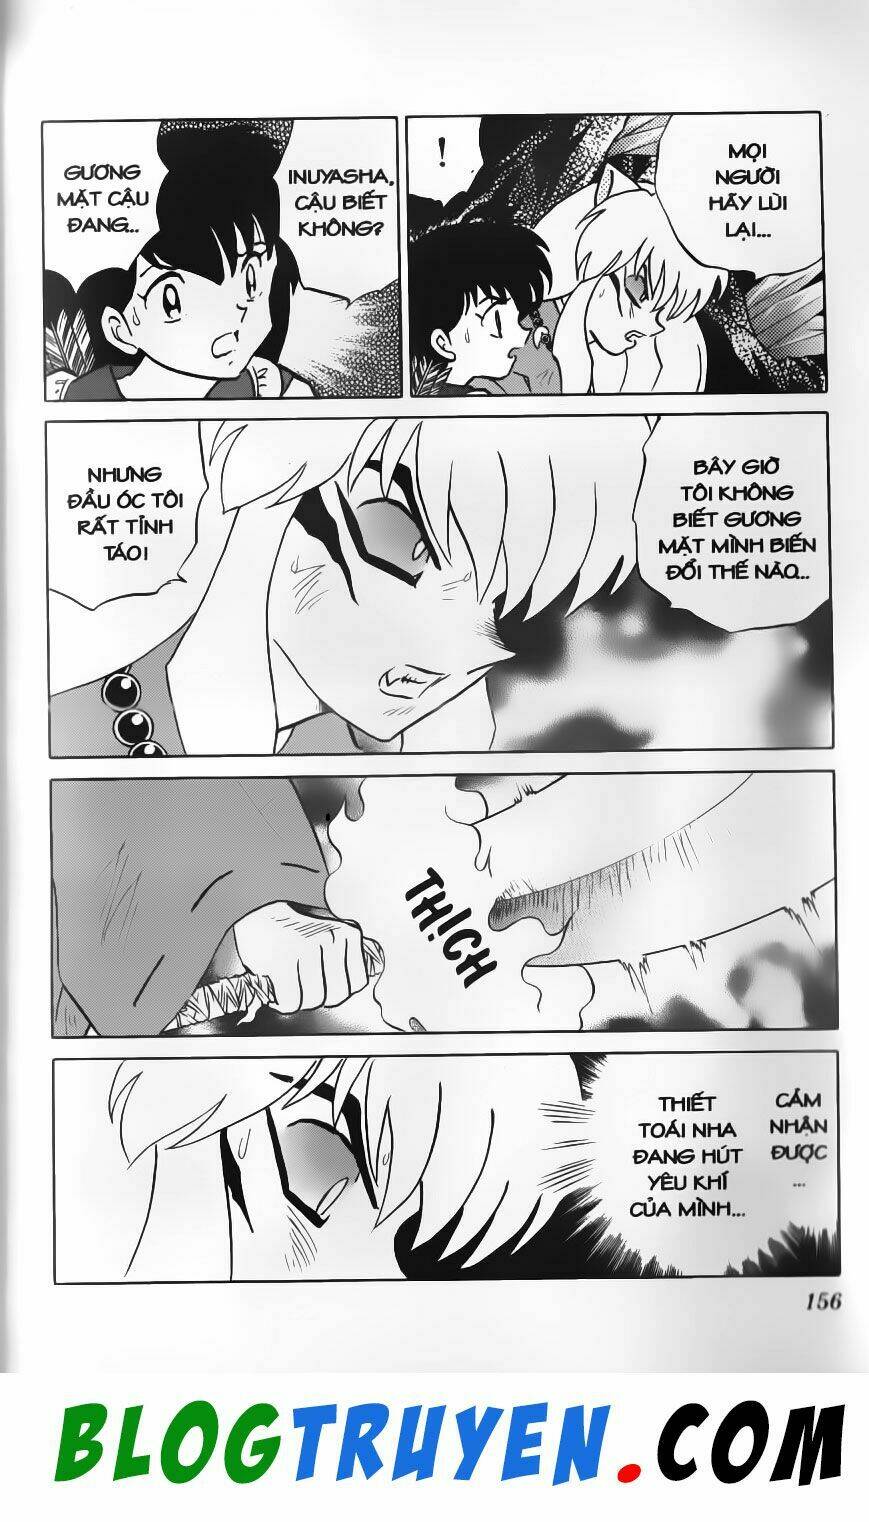 MỌI
NGƯỜI
HÃY LÙI
LẠI...
!
INUYASHA,
CẬU BIẾT
KHÔNG?
GƯƠNG
MẶT CẬU
ĐANG...
BÂY GIỜ
TÔI KHÔNG
BIẾT GƯƠNG
MẶT MÌNH BIẾN
ĐỔI THẾ NÀO...
NHƯNG
ĐẦU ÓC TÔI
RẤT TỈNH
TÁO!
THỊCH
CẢM
NHẬN
ĐƯỢC
...
THIẾT
TOÁI NHA
ĐANG HÚT
YÊU KHÍ
CỦA MÌNH...
156
BLOGTRUYEN.COM